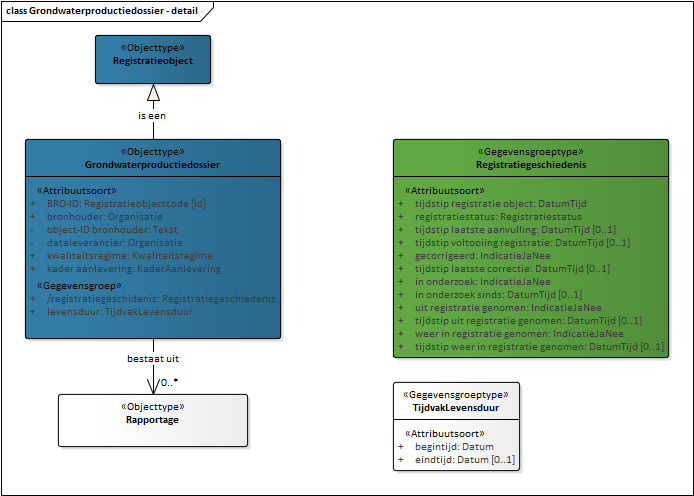 class Grondwaterproductiedossier - detail
«Objecttype»
Registratieobject
is een
«Objecttype»
Grondwaterproductiedossier
«Attribuutsoort»
+ BRO-ID: Registratieobjectcode {id}
+ bronhouder: Organisatie
- object-ID bronhouder: Tekst
- dataleverancier: Organisatie
+ kwaliteitsregime: Kwaliteitsregime
+ kader aanlevering: KaderAanlevering
«Gegevensgroep»
+ /registratiegeschidenis: Registratiegeschiedenis
+ levensduur: TijdvakLevensduur
bestaat uit
0..*
«Objecttype»
Rapportage
«Gegevensgroeptype»
Registratiegeschiedenis
«Attribuutsoort»
+ tijdstip registratie object: DatumTijd
+ registratiestatus: Registratiestatus
+ tijdstip laatste aanvulling: DatumTijd [0..1]
+ tijdstip voltooiing registratie: DatumTijd [0..1]
+ gecorrigeerd: IndicatieJaNee
+ tijdstip laatste correctie: DatumTijd [0..1]
+ in onderzoek: IndicatieJaNee
+ in onderzoek sinds: DatumTijd [0..1]
+ uit registratie genomen: IndicatieJaNee
+ tijdstip uit registratie genomen: DatumTijd [0..1]
+ weer in registratie genomen: IndicatieJaNee
+ tijdstip weer in registratie genomen: DatumTijd [0..1]
«Gegevensgroeptype»
TijdvakLevensduur
«Attribuutsoort»
+ begintijd: Datum
+ eindtijd: Datum [0..1]